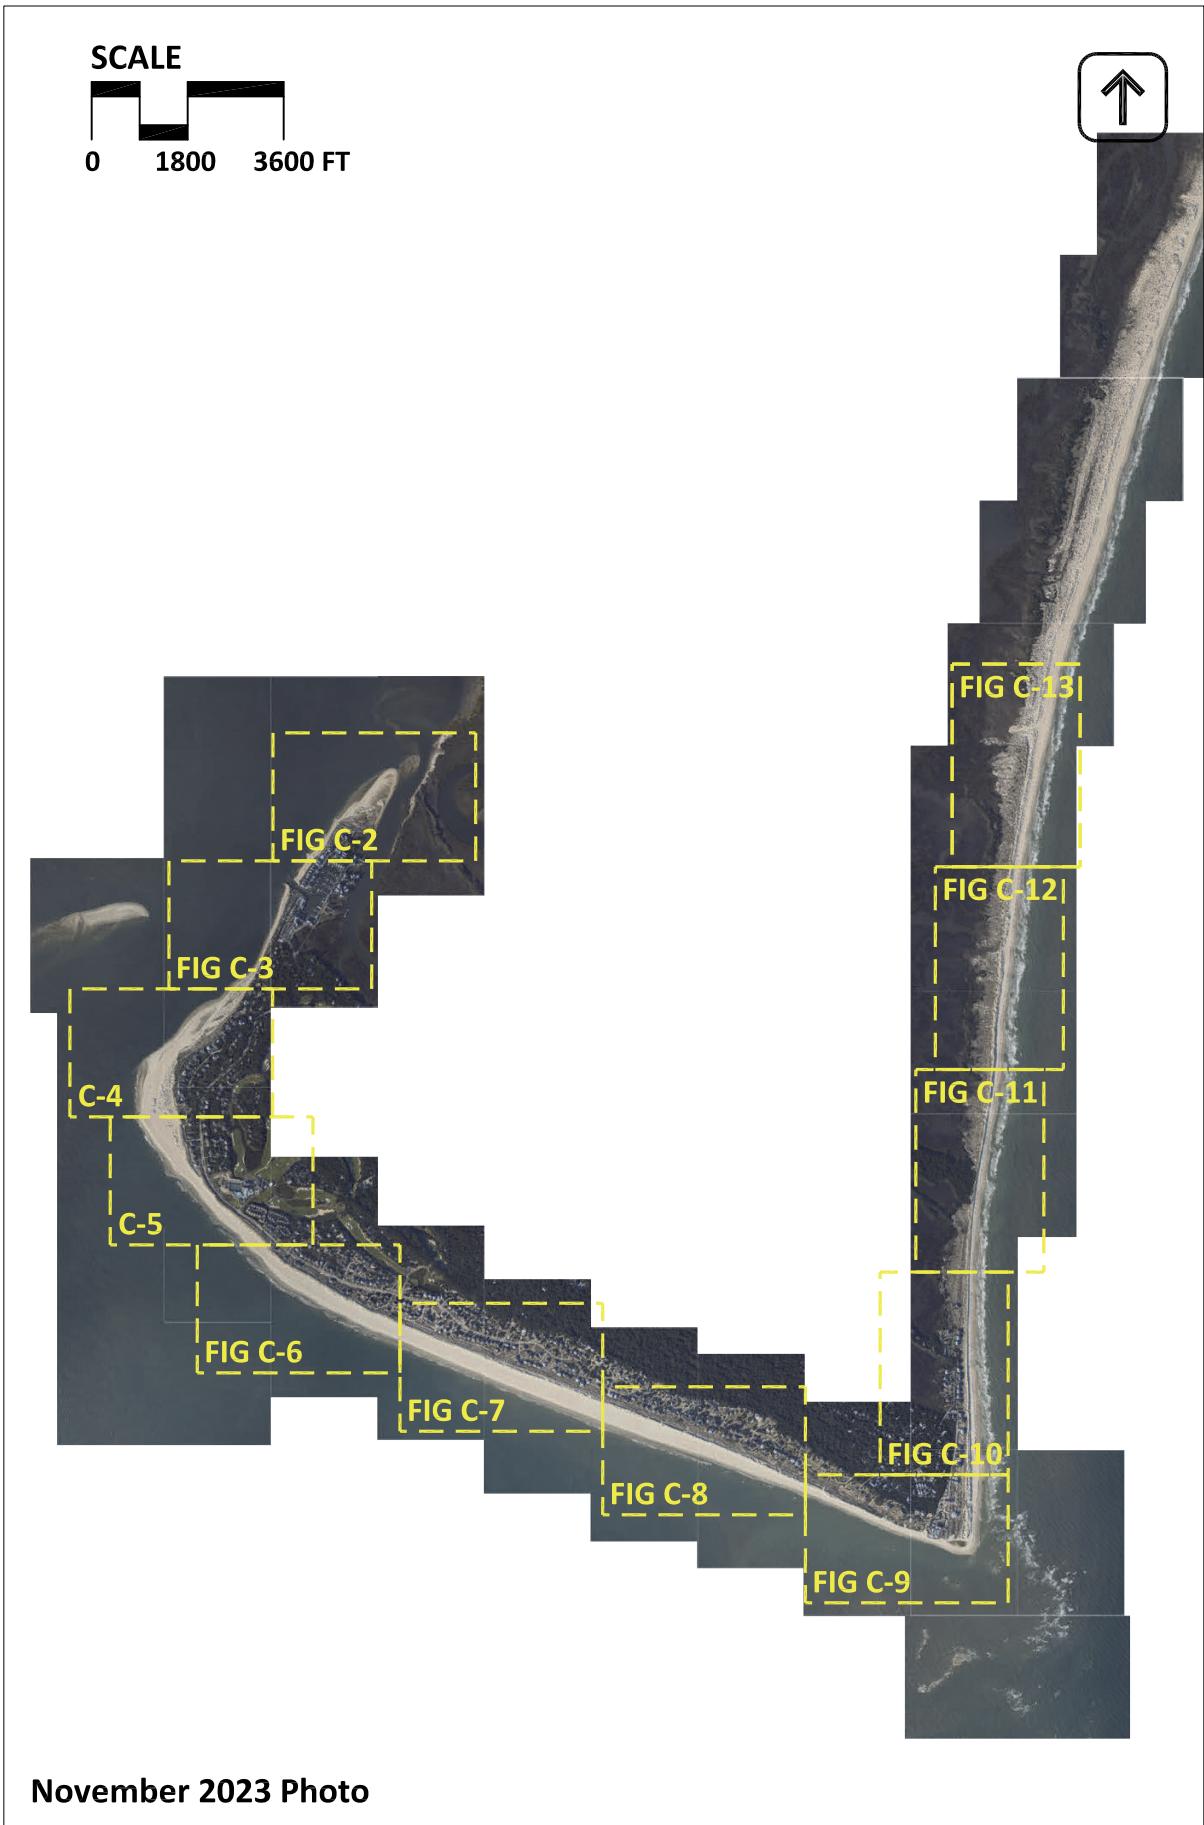 SCALE
0 1800 3600 FT
FIG C-13
FIG C-2
FIG C-12
FIG C-3
C-4
FIG C-11
C-5
FIG C-6
FIG C-7
FIG C-10
FIG C-8
FIG C-9
November 2023 Photo